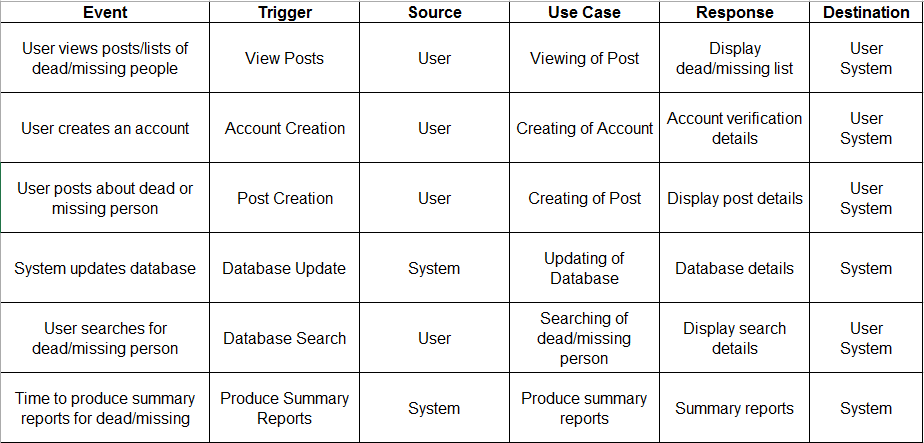 Event Trigger Source Use Case Response Destination
User views posts/lists of
dead/missing people
View Posts
User
Viewing of Post
Display
dead/missing list
User
System
User creates an account
Account Creation
User
Creating of Account
Account verification
details
User
System
User posts about dead or
missing person
Post Creation
User
Creating of Post
Display post details
User
System
System updates database
Database Update
System
Updating of
Database
Database details
System
User searches for
dead/missing person
Database Search
User
Searching of
dead/missing
person
Display search
details
User
System
Time to produce summary
reports for dead/missing
Produce Summary
Reports
System
Produce summary
reports
Summary reports
System